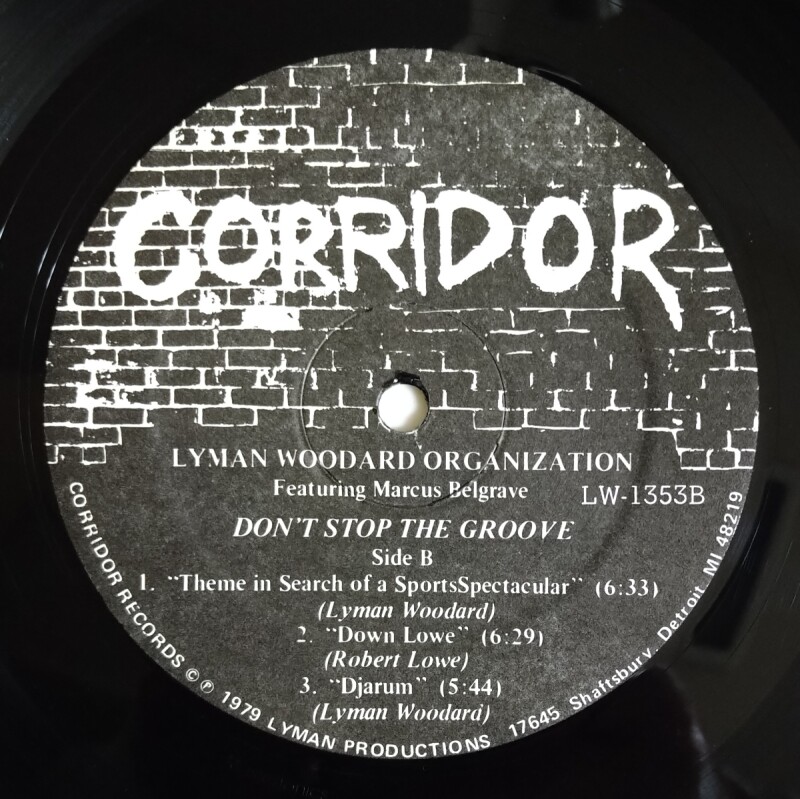 CORRIDOR
LYMAN WOODARD ORGANIZATION
Featuring Marcus Belgrave LW-1353B
DON'T STOP THE GROOVE
Side B
1. "Theme in Search of a SportsSpectacular" (6:33)
(Lyman Woodard)
2. "Down Lowe" (6:29)
(Robert Lowe)
3. "Djarum" (5:44)
(Lyman Woodard)
CORRIDOR RECORDS © ℗ 1979 LYMAN PRODUCTIONS 17645 Shaftsbury, Detroit, MI 48219